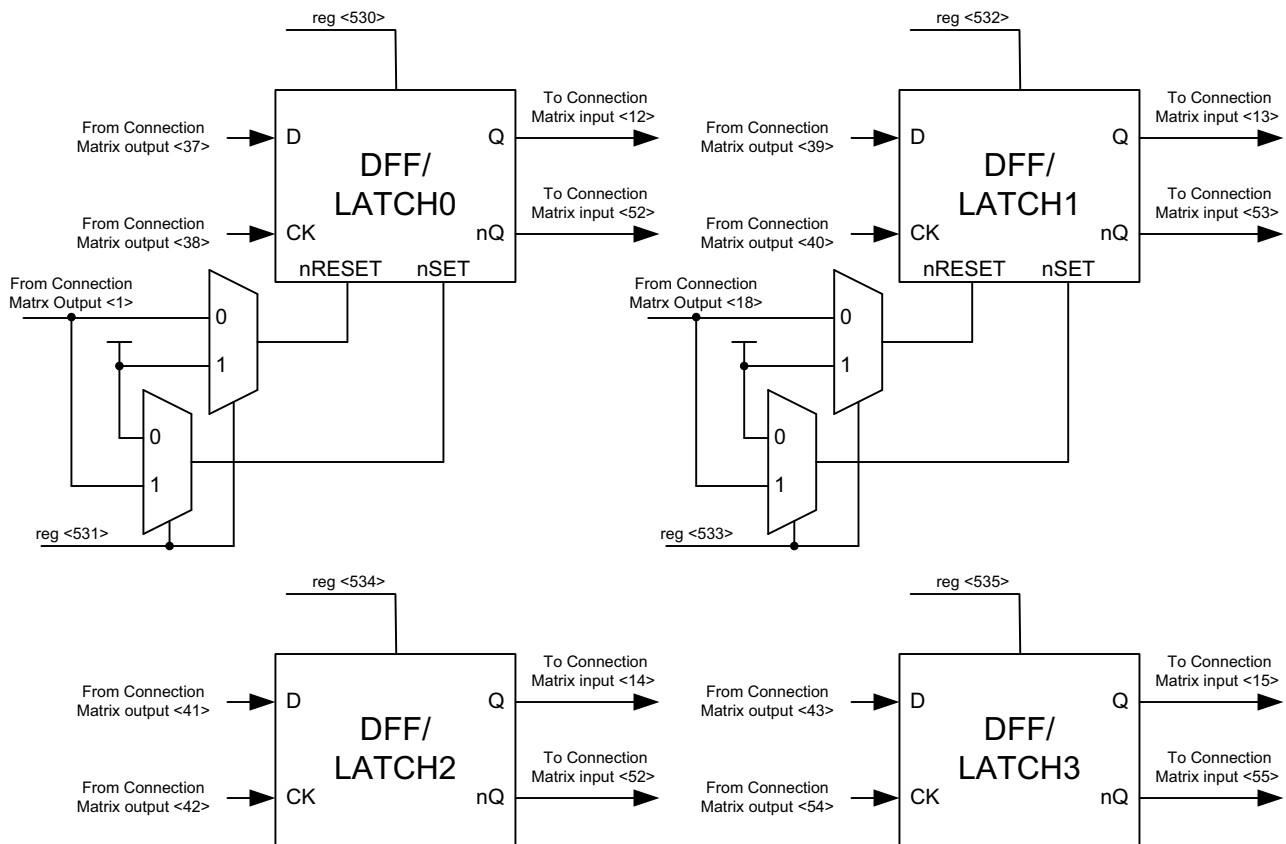 reg <530>
From Connection
Matrix output <37>
D
DFF/
LATCH0
Q
To Connection
Matrix input <12>
From Connection
Matrix output <38>
CK
nQ
To Connection
Matrix input <52>
nRESET
nSET
From Connection
Matrx Output <1>
0
1
0
1
reg <531>
reg <532>
From Connection
Matrix output <39>
D
DFF/
LATCH1
Q
To Connection
Matrix input <13>
From Connection
Matrix output <40>
CK
nQ
To Connection
Matrix input <53>
nRESET
nSET
From Connection
Matrx Output <18>
0
1
0
1
reg <533>
reg <534>
From Connection
Matrix output <41>
D
DFF/
LATCH2
Q
To Connection
Matrix input <14>
From Connection
Matrix output <42>
CK
nQ
To Connection
Matrix input <52>
reg <535>
From Connection
Matrix output <43>
D
DFF/
LATCH3
Q
To Connection
Matrix input <15>
From Connection
Matrix output <54>
CK
nQ
To Connection
Matrix input <55>